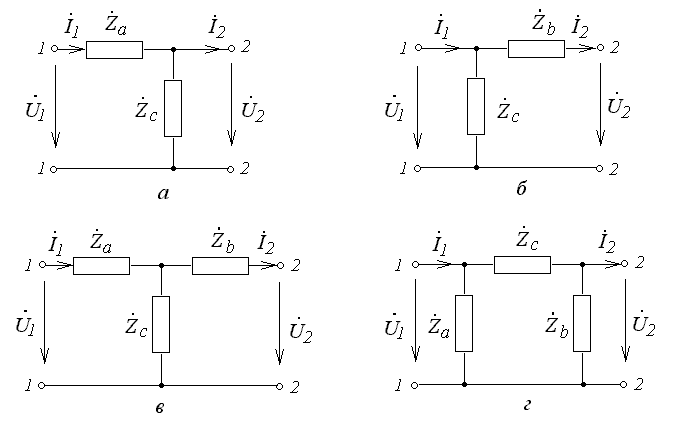 İ1 Ża İ2
1 2
U̇1 Żc U̇2
1 2
а
İ1 Żb İ2
1 2
U̇1 Żc U̇2
1 2
б
İ1 Ża Żb İ2
1 2
U̇1 Żc U̇2
1 2
в
İ1 Żc İ2
1 2
U̇1 Ża Żb U̇2
1 2
г